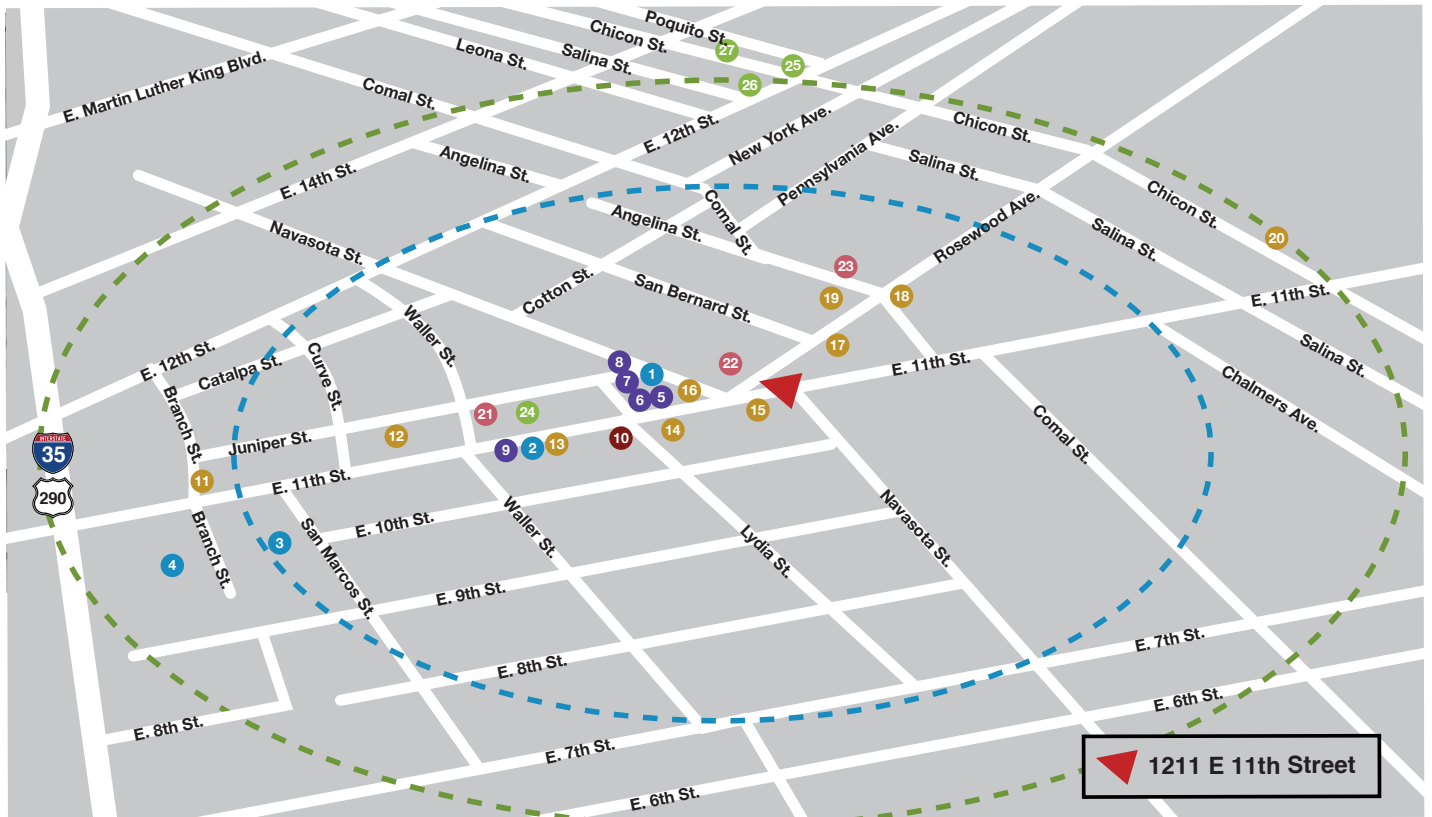 Poquito St.
Chicon St.
27
Leona St.
Salina St.
25
26
E. Martin Luther King Blvd.
Comal St.
E. 12th St.
New York Ave.
Chicon St.
Pennsylvania Ave.
Angelina St.
Salina St.
E. 14th St.
Comal St.
Chicon St.
Angelina St.
Rosewood Ave.
Navasota St.
Salina St.
20
23
Cotton St.
San Bernard St.
19
18
E. 11th St.
Waller St.
17
Salina St.
E. 12th St.
Catalpa St.
Curve St.
8
1
22
E. 11th St.
7
16
6
5
Chalmers Ave.
Branch St.
21
24
15
Juniper St.
12
9
2
13
10
14
Comal St.
INTERSTATE
35
11
E. 11th St.
290
Branch St.
San Marcos St.
E. 10th St.
Waller St.
Lydia St.
Navasota St.
3
4
E. 9th St.
E. 7th St.
E. 8th St.
E. 6th St.
E. 8th St.
E. 7th St.
1211 E 11th Street
E. 6th St.